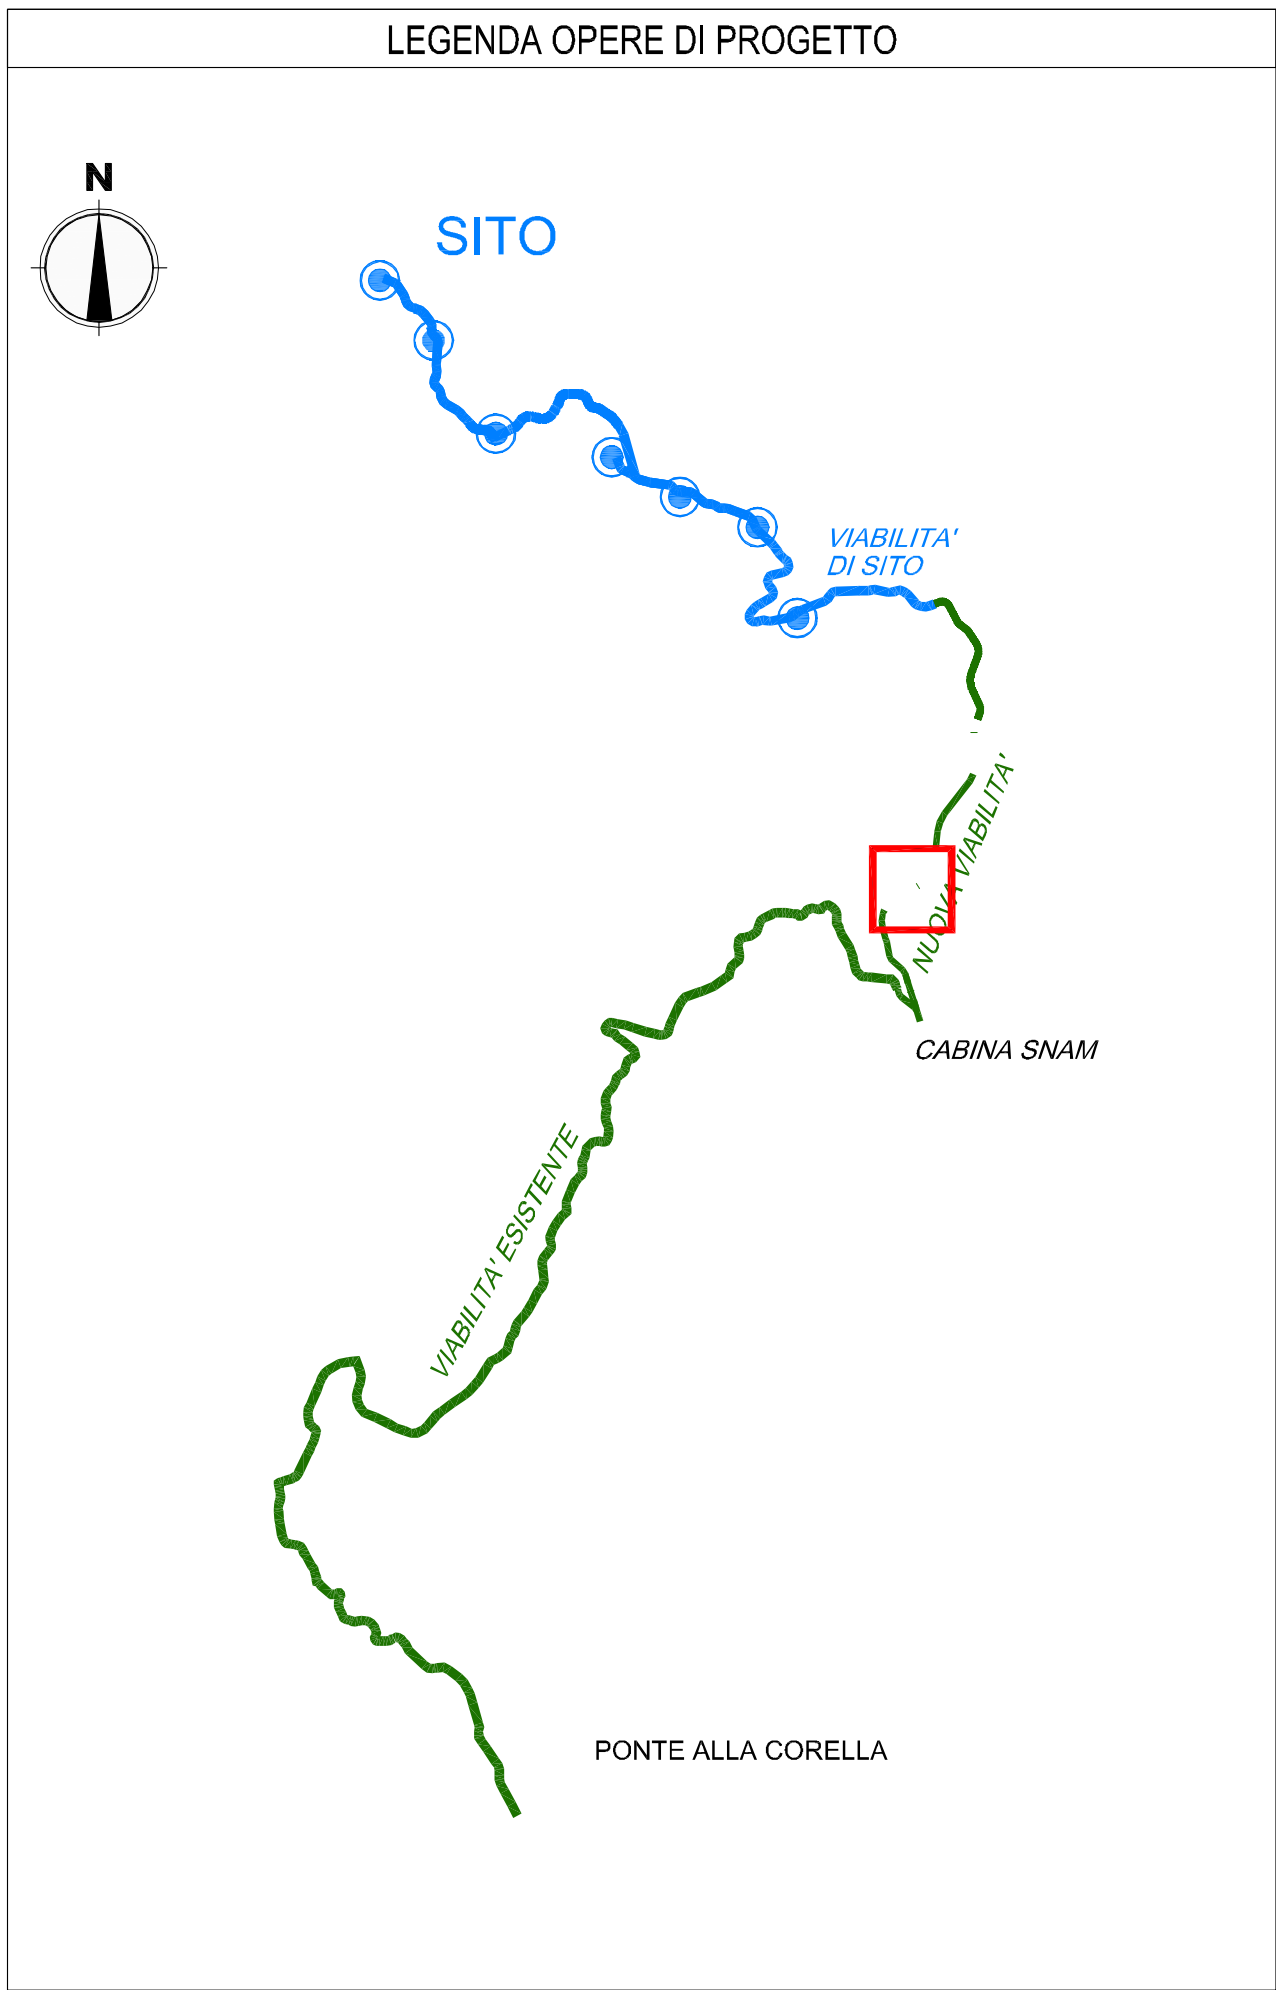 LEGENDA OPERE DI PROGETTO
N
SITO
VIABILITA'
DI SITO
NUOVA VIABILITA'
CABINA SNAM
VIABILITA' ESISTENTE
PONTE ALLA CORELLA